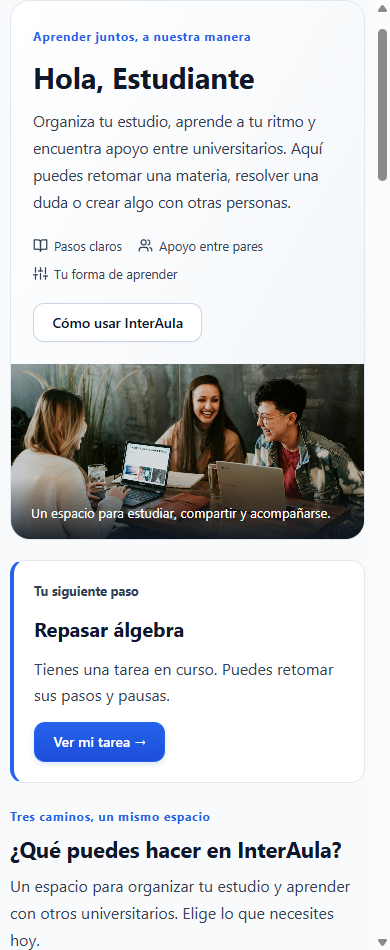 Aprender juntos, a nuestra manera
Hola, Estudiante
Organiza tu estudio, aprende a tu ritmo y
encuentra apoyo entre universitarios. Aquí
puedes retomar una materia, resolver una
duda o crear algo con otras personas.
Pasos claros
Apoyo entre pares
Tu forma de aprender
Cómo usar InterAula
Un espacio para estudiar, compartir y acompañarse.
Tu siguiente paso
Repasar álgebra
Tienes una tarea en curso. Puedes retomar
sus pasos y pausas.
Ver mi tarea →
Tres caminos, un mismo espacio
¿Qué puedes hacer en InterAula?
Un espacio para organizar tu estudio y aprender
con otros universitarios. Elige lo que necesites
hoy.